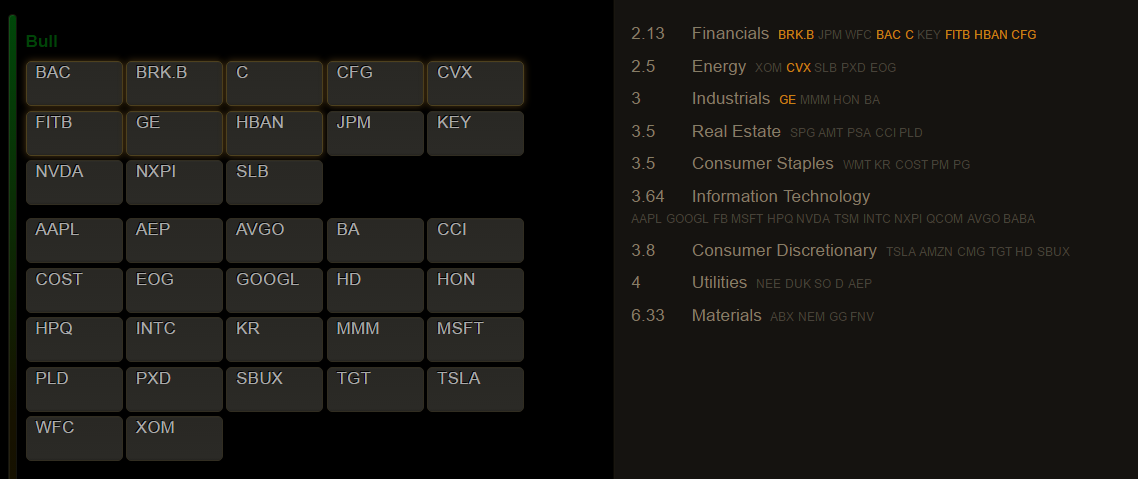 Bull
BAC BRK.B C CFG CVX
FITB GE HBAN JPM KEY
NVDA NXPI SLB
AAPL AEP AVGO BA CCI
COST EOG GOOGL HD HON
HPQ INTC KR MMM MSFT
PLD PXD SBUX TGT TSLA
WFC XOM
2.13 Financials BRK.B JPM WFC BAC C KEY FITB HBAN CFG
2.5 Energy XOM CVX SLB PXD EOG
3 Industrials GE MMM HON BA
3.5 Real Estate SPG AMT PSA CCI PLD
3.5 Consumer Staples WMT KR COST PM PG
3.64 Information Technology
AAPL GOOGL FB MSFT HPQ NVDA TSM INTC NXPI QCOM AVGO BABA
3.8 Consumer Discretionary TSLA AMZN CMG TGT HD SBUX
4 Utilities NEE DUK SO D AEP
6.33 Materials ABX NEM GG FNV